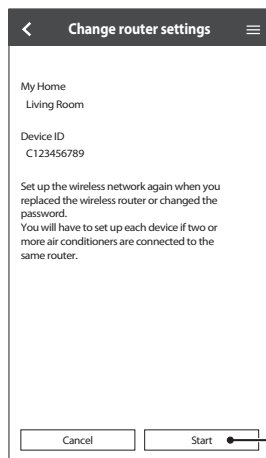 Change router settings
My Home
Living Room
Device ID
C123456789
Set up the wireless network again when you
replaced the wireless router or changed the
password.
You will have to set up each device if two or
more air conditioners are connected to the
same router.
Cancel
Start